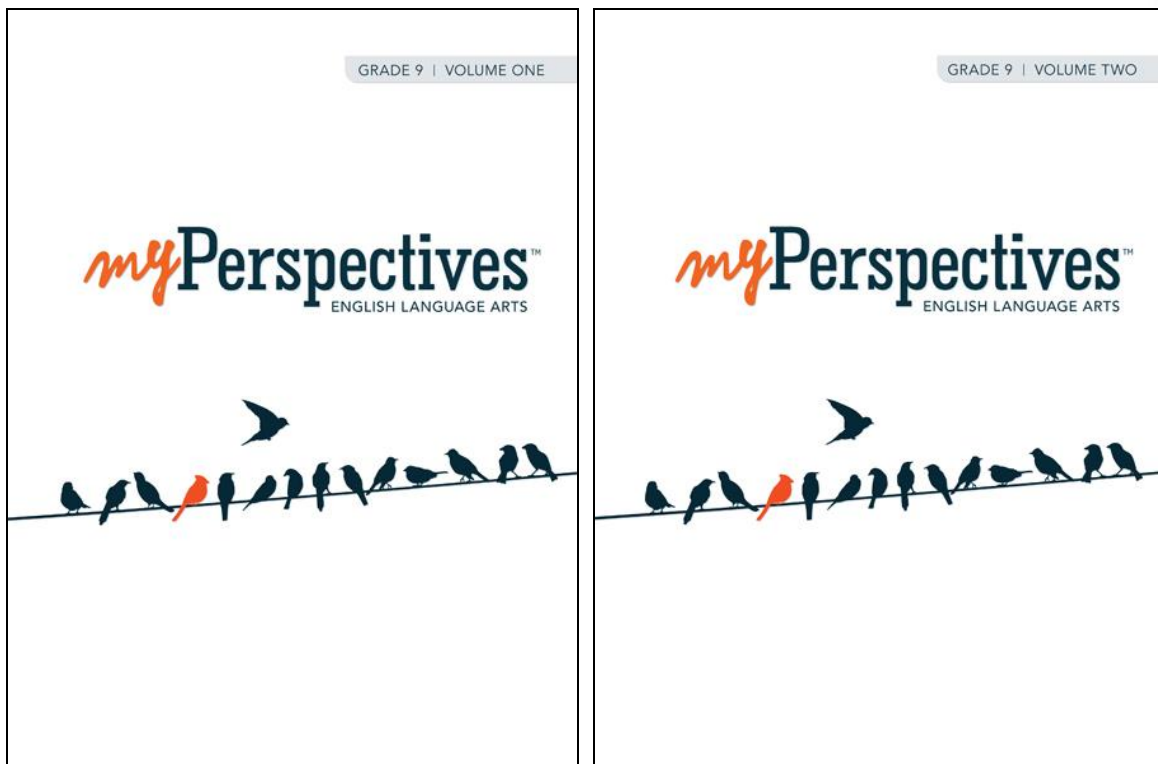 GRADE 9 | VOLUME ONE
myPerspectives™
ENGLISH LANGUAGE ARTS
GRADE 9 | VOLUME TWO
myPerspectives™
ENGLISH LANGUAGE ARTS